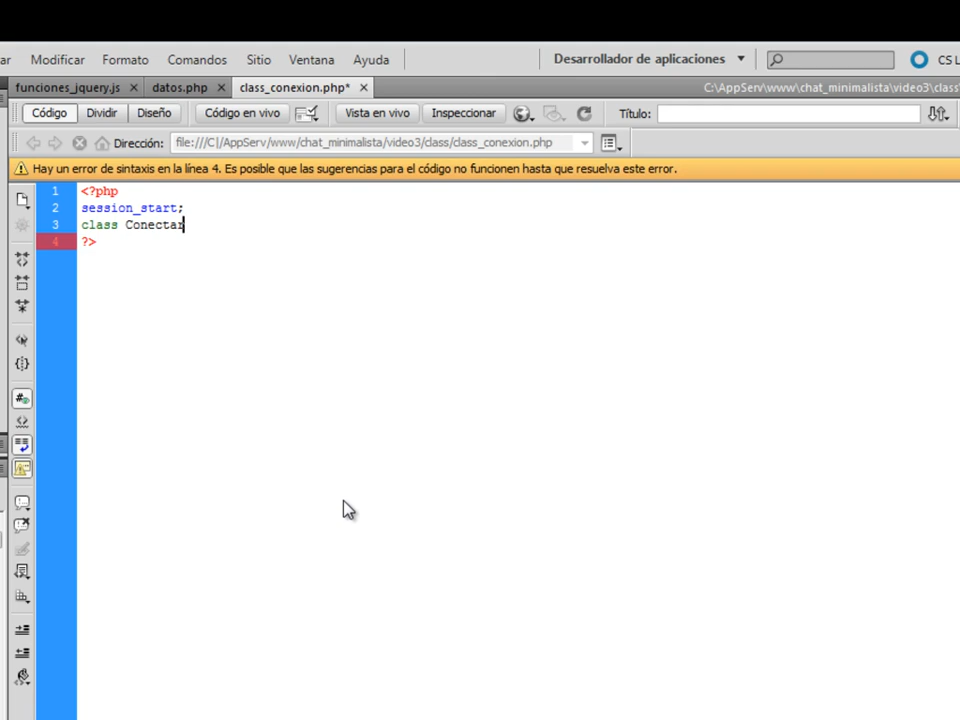 ar Modificar Formato Comandos Sitio Ventana Ayuda Desarrollador de aplicaciones CS L
funciones_jquery.js datos.php class_conexion.php* C:\AppServ\www\chat_minimalista\video3\class
Código Dividir Diseño Código en vivo Vista en vivo Inspeccionar Título:
Dirección: file:///C|/AppServ/www/chat_minimalista/video3/class/class_conexion.php
Hay un error de sintaxis en la línea 4. Es posible que las sugerencias para el código no funcionen hasta que resuelva este error.
1 <?php
2 session_start;
3 class Conectar
4 ?>